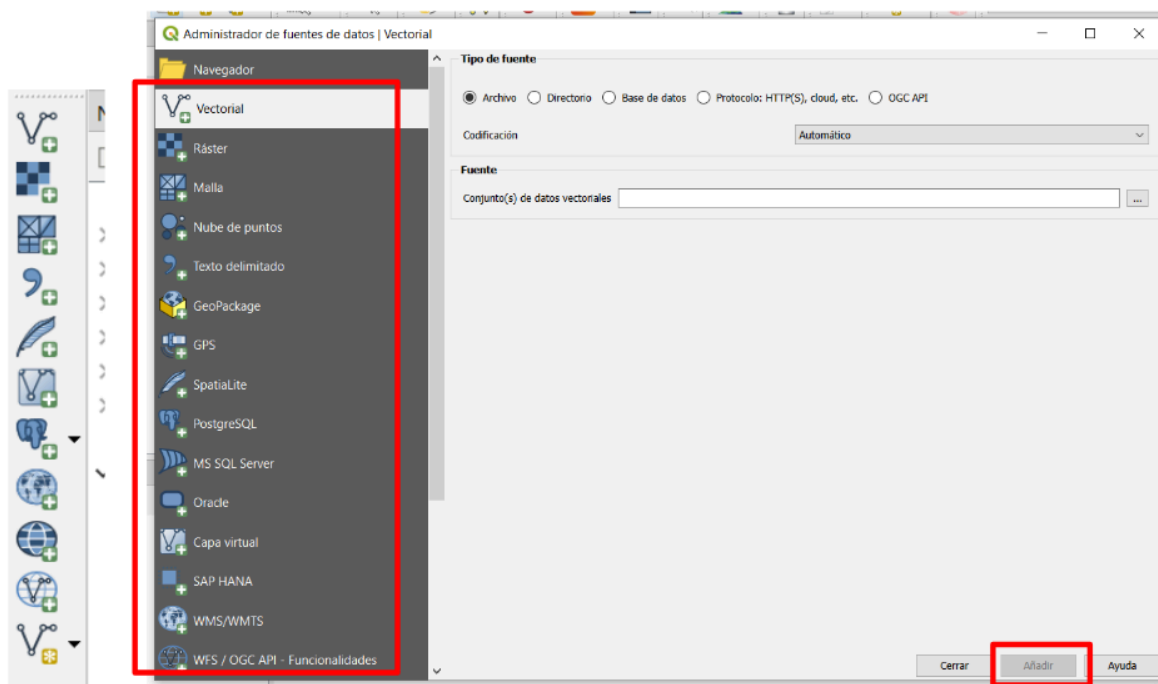 Administrador de fuentes de datos | Vectorial
Navegador
Vectorial
Ráster
Malla
Nube de puntos
Texto delimitado
GeoPackage
GPS
SpatiaLite
PostgreSQL
MS SQL Server
Oracle
Capa virtual
SAP HANA
WMS/WMTS
WFS / OGC API - Funcionalidades
Tipo de fuente
Archivo Directorio Base de datos Protocolo: HTTP(S), cloud, etc. OGC API
Codificación Automático
Fuente
Conjunto(s) de datos vectoriales ...
Cerrar Añadir Ayuda